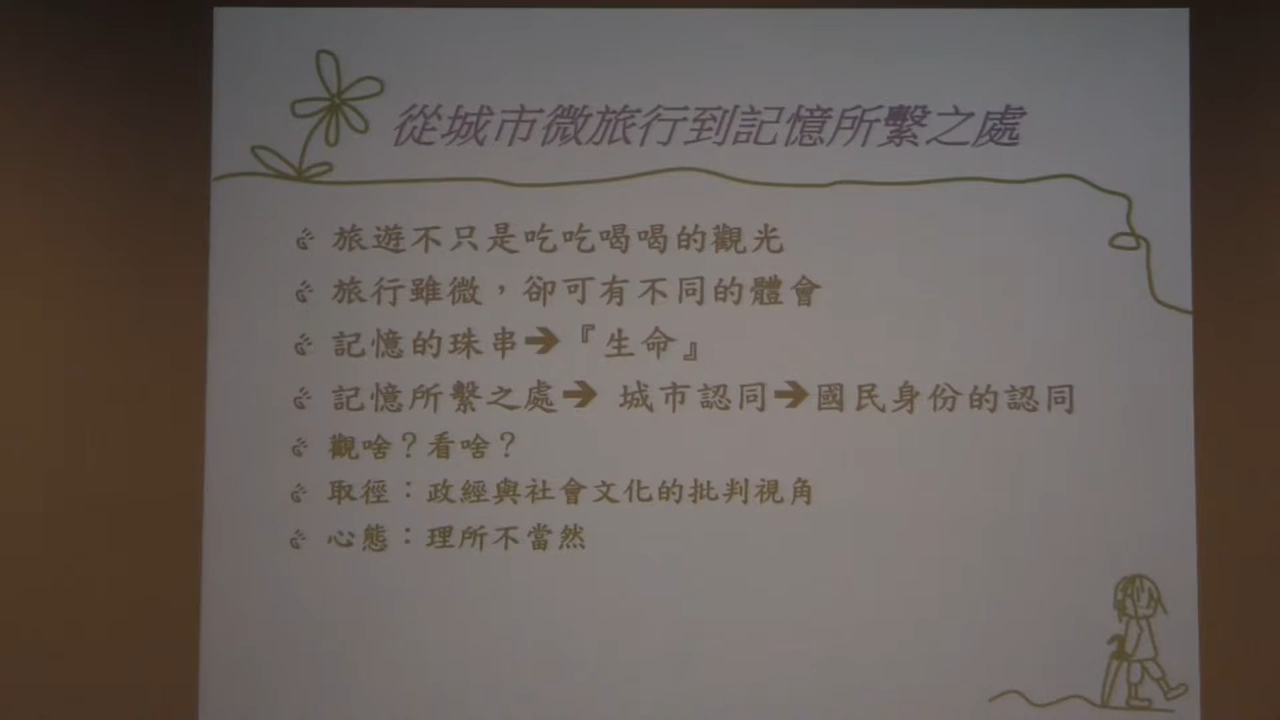 從城市微旅行到記憶所繫之處
旅遊不只是吃吃喝喝的觀光
旅行雖微，卻可有不同的體會
記憶的珠串➔『生命』
記憶所繫之處➔ 城市認同➔國民身份的認同
觀啥？看啥？
取徑：政經與社會文化的批判視角
心態：理所不當然